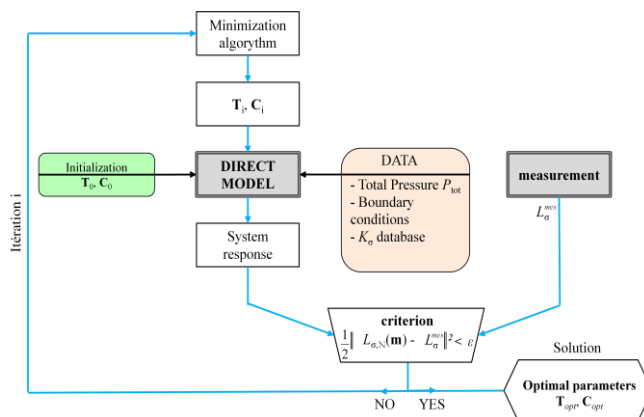 Minimization
algorythm
T_i, C_i
Initialization
T_0, C_0
DIRECT
MODEL
DATA
- Total Pressure P_tot
- Boundary
conditions
- K_σ database
measurement
L_σ^mes
System
response
Itération i
criterion
1/2 ‖ L_σ,N(m) - L_σ^mes ‖² < ε
NO
YES
Solution
Optimal parameters
T_opt, C_opt